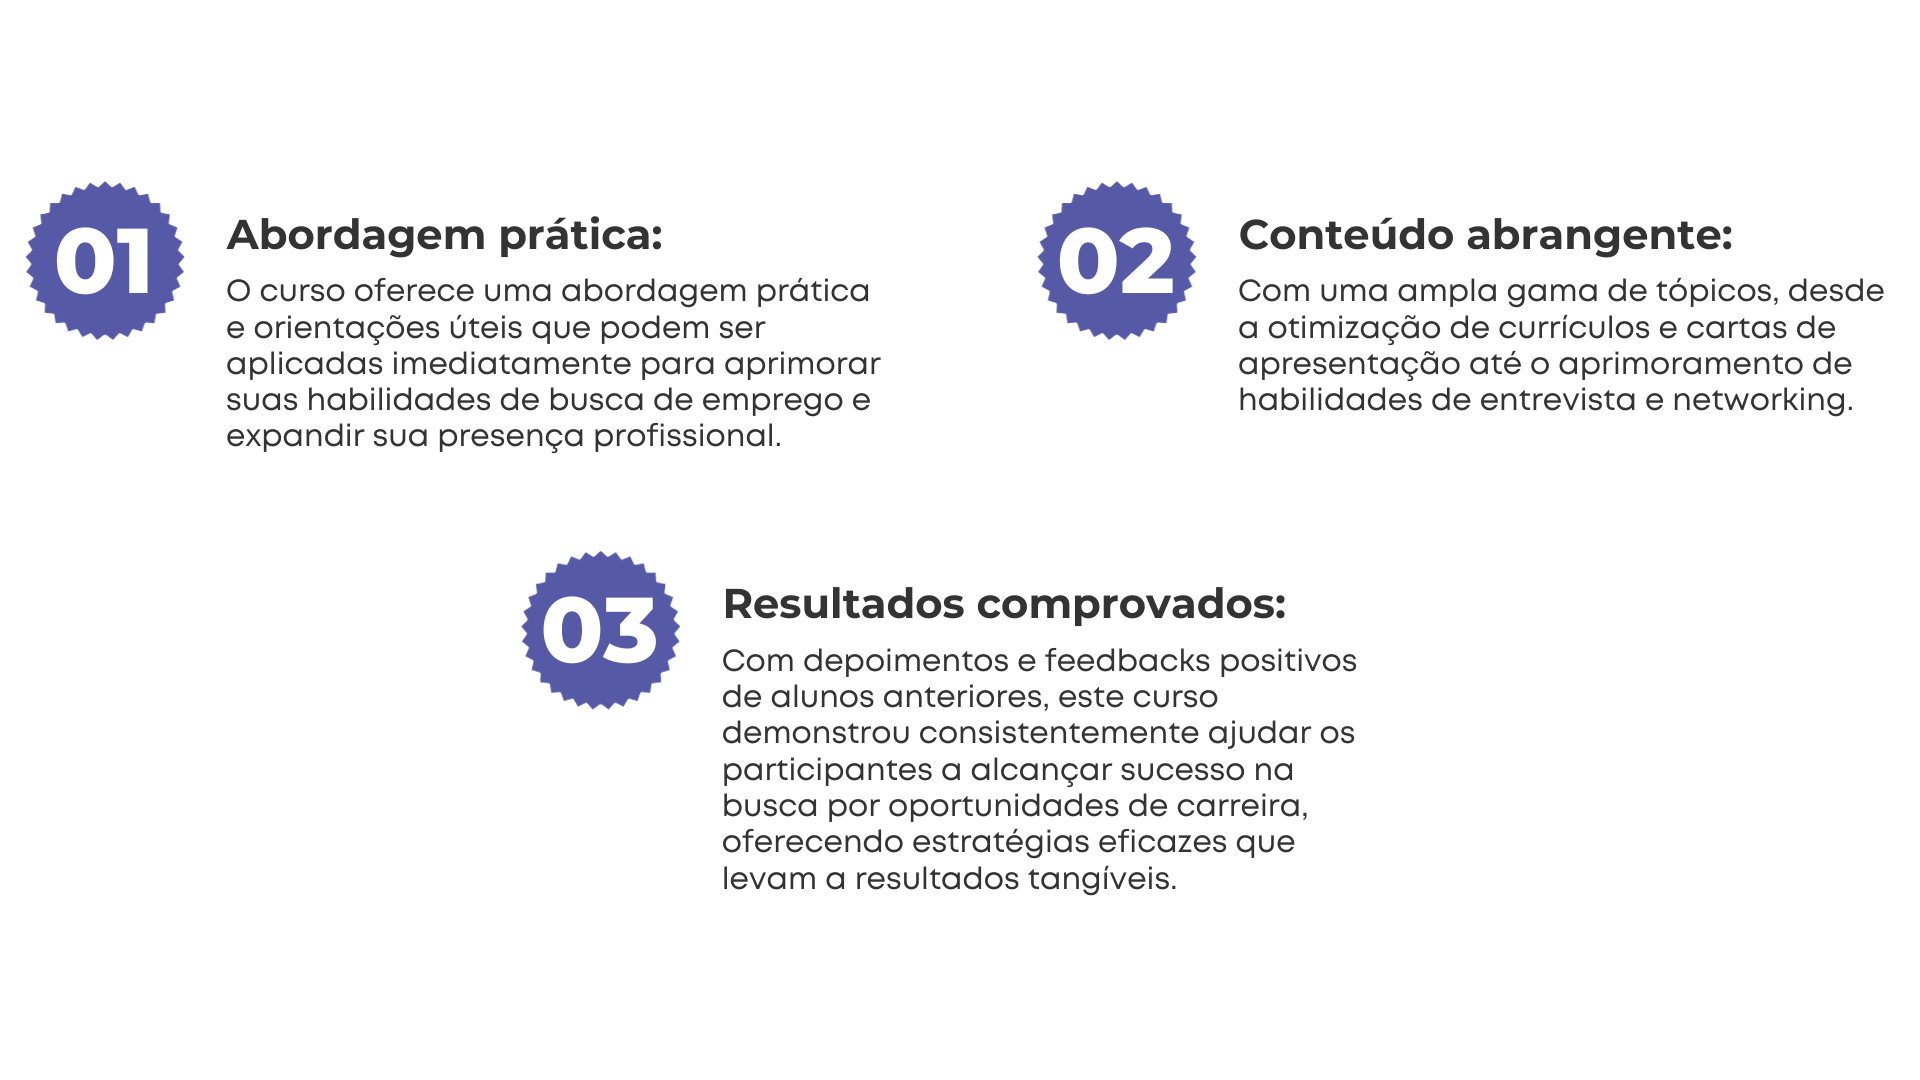 01
Abordagem prática:
O curso oferece uma abordagem prática
e orientações úteis que podem ser
aplicadas imediatamente para aprimorar
suas habilidades de busca de emprego e
expandir sua presença profissional.
02
Conteúdo abrangente:
Com uma ampla gama de tópicos, desde
a otimização de currículos e cartas de
apresentação até o aprimoramento de
habilidades de entrevista e networking.
03
Resultados comprovados:
Com depoimentos e feedbacks positivos
de alunos anteriores, este curso
demonstrou consistentemente ajudar os
participantes a alcançar sucesso na
busca por oportunidades de carreira,
oferecendo estratégias eficazes que
levam a resultados tangíveis.